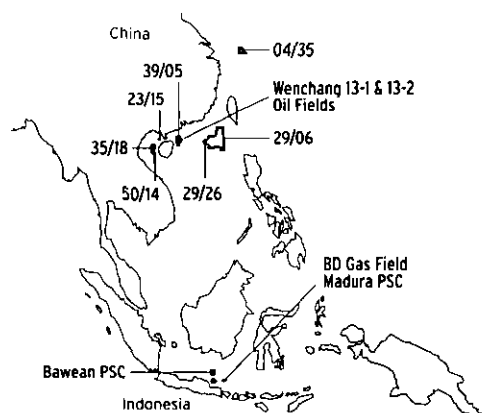 China
04/35
39/05
Wenchang 13-1 & 13-2
Oil Fields
23/15
29/06
35/18
50/14
29/26
BD Gas Field
Madura PSC
Bawean PSC
Indonesia